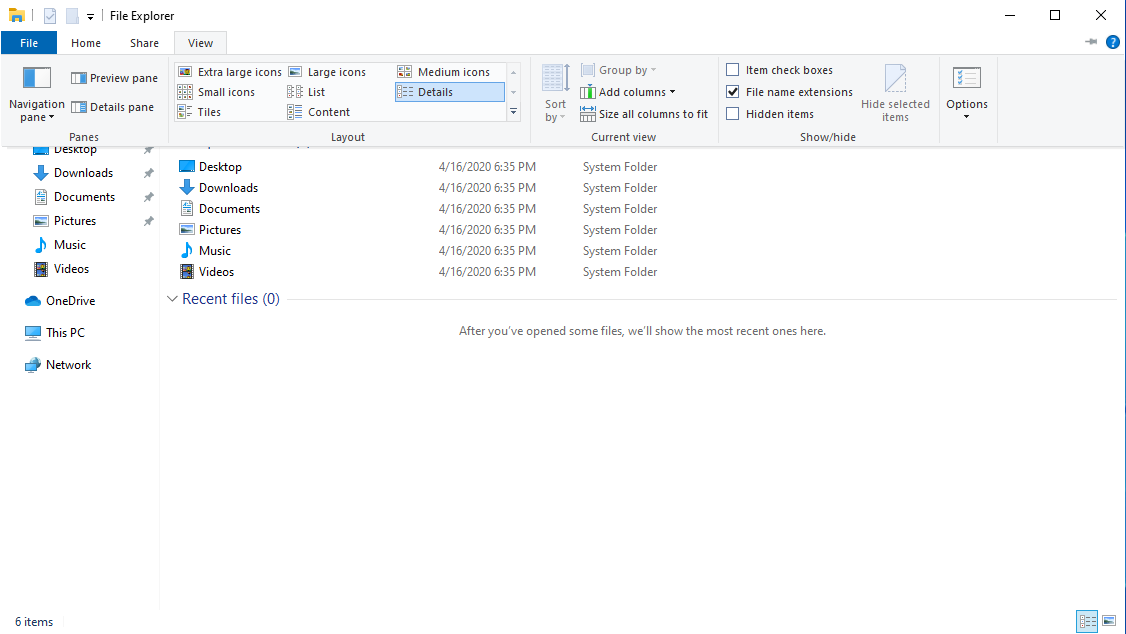 File Explorer
File Home Share View
Navigation pane
Preview pane
Details pane
Panes
Extra large icons Large icons Medium icons
Small icons List Details
Tiles Content
Layout
Sort by
Group by
Add columns
Size all columns to fit
Current view
Item check boxes
File name extensions
Hidden items
Hide selected items
Show/hide
Options
Desktop
Downloads
Documents
Pictures
Music
Videos
OneDrive
This PC
Network
Desktop 4/16/2020 6:35 PM System Folder
Downloads 4/16/2020 6:35 PM System Folder
Documents 4/16/2020 6:35 PM System Folder
Pictures 4/16/2020 6:35 PM System Folder
Music 4/16/2020 6:35 PM System Folder
Videos 4/16/2020 6:35 PM System Folder
Recent files (0)
After you've opened some files, we'll show the most recent ones here.
6 items